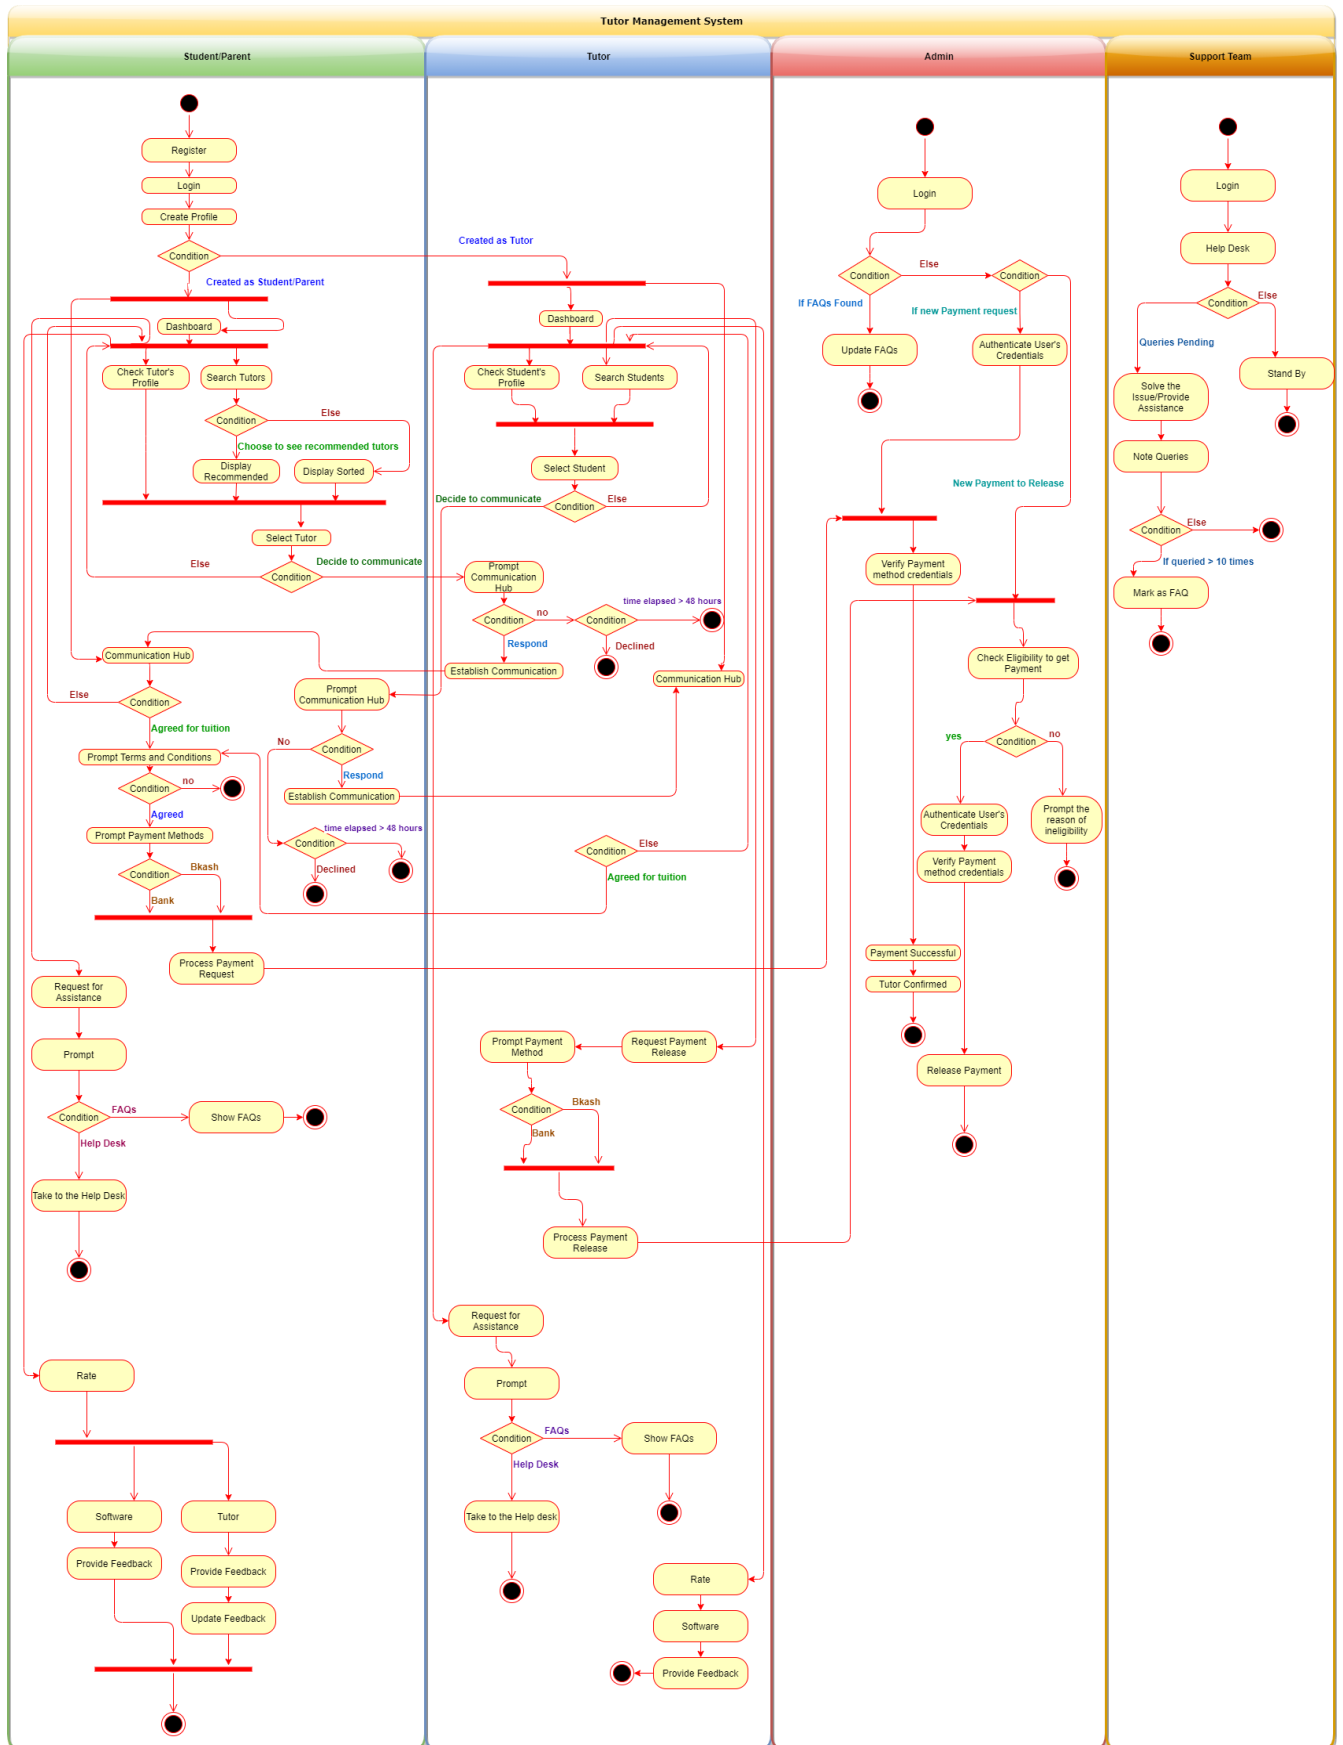 Tutor Management System
Student/Parent
Tutor
Admin
Support Team
Register
Login
Create Profile
Condition
Created as Student/Parent
Dashboard
Check Tutor's
Profile
Search Tutors
Condition
Else
Choose to see recommended tutors
Display
Recommended
Display Sorted
Select Tutor
Condition
Else
Decide to communicate
Communication Hub
Condition
Else
Agreed for tuition
Prompt Terms and Conditions
Condition
no
Agreed
Prompt Payment Methods
Condition
Bkash
Bank
Process Payment
Request
Prompt
Communication Hub
Condition
No
Respond
Establish Communication
Condition
time elapsed > 48 hours
Declined
Request for
Assistance
Prompt
Condition
FAQs
Show FAQs
Help Desk
Take to the Help Desk
Rate
Software
Tutor
Provide Feedback
Provide Feedback
Update Feedback
Created as Tutor
Dashboard
Check Student's
Profile
Search Students
Select Student
Condition
Decide to communicate
Else
Prompt
Communication
Hub
Condition
no
Condition
time elapsed > 48 hours
Declined
Respond
Establish Communication
Communication Hub
Condition
Else
Agreed for tuition
Request Payment
Release
Prompt Payment
Method
Condition
Bkash
Bank
Process Payment
Release
Request for
Assistance
Prompt
Condition
FAQs
Show FAQs
Help Desk
Take to the Help desk
Rate
Software
Provide Feedback
Login
Condition
Else
Condition
If FAQs Found
If new Payment request
Update FAQs
Authenticate User's
Credentials
New Payment to Release
Verify Payment
method credentials
Check Eligibility to get
Payment
Condition
yes
no
Authenticate User's
Credentials
Prompt the
reason of
ineligibility
Verify Payment
method credentials
Payment Successful
Tutor Confirmed
Release Payment
Login
Help Desk
Condition
Else
Queries Pending
Stand By
Solve the
Issue/Provide
Assistance
Note Queries
Condition
Else
If queried > 10 times
Mark as FAQ